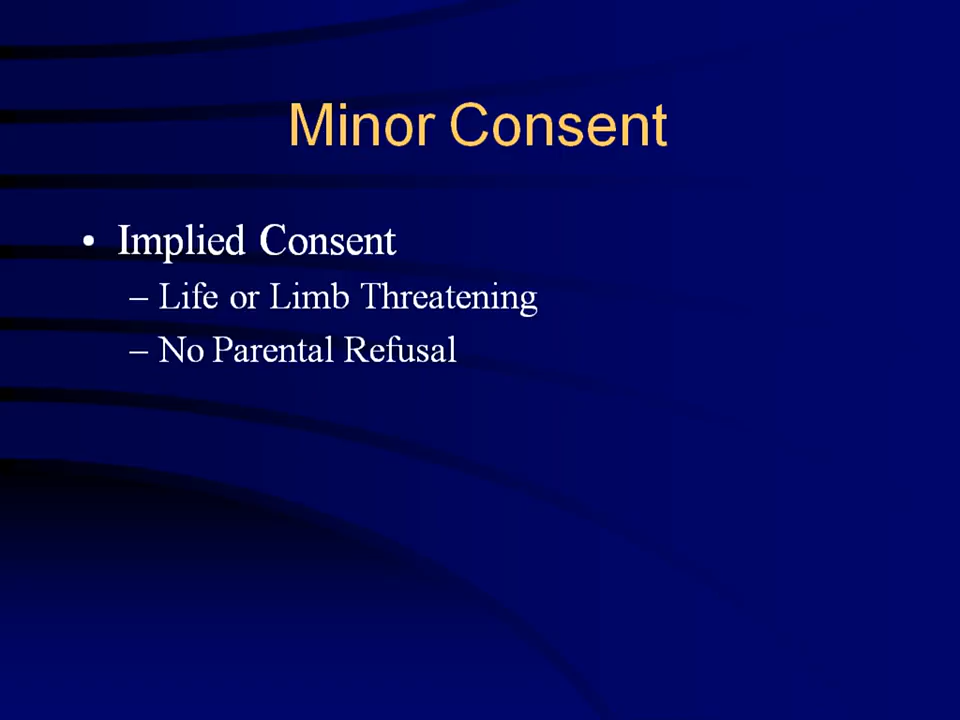 Minor Consent
• Implied Consent
– Life or Limb Threatening
– No Parental Refusal